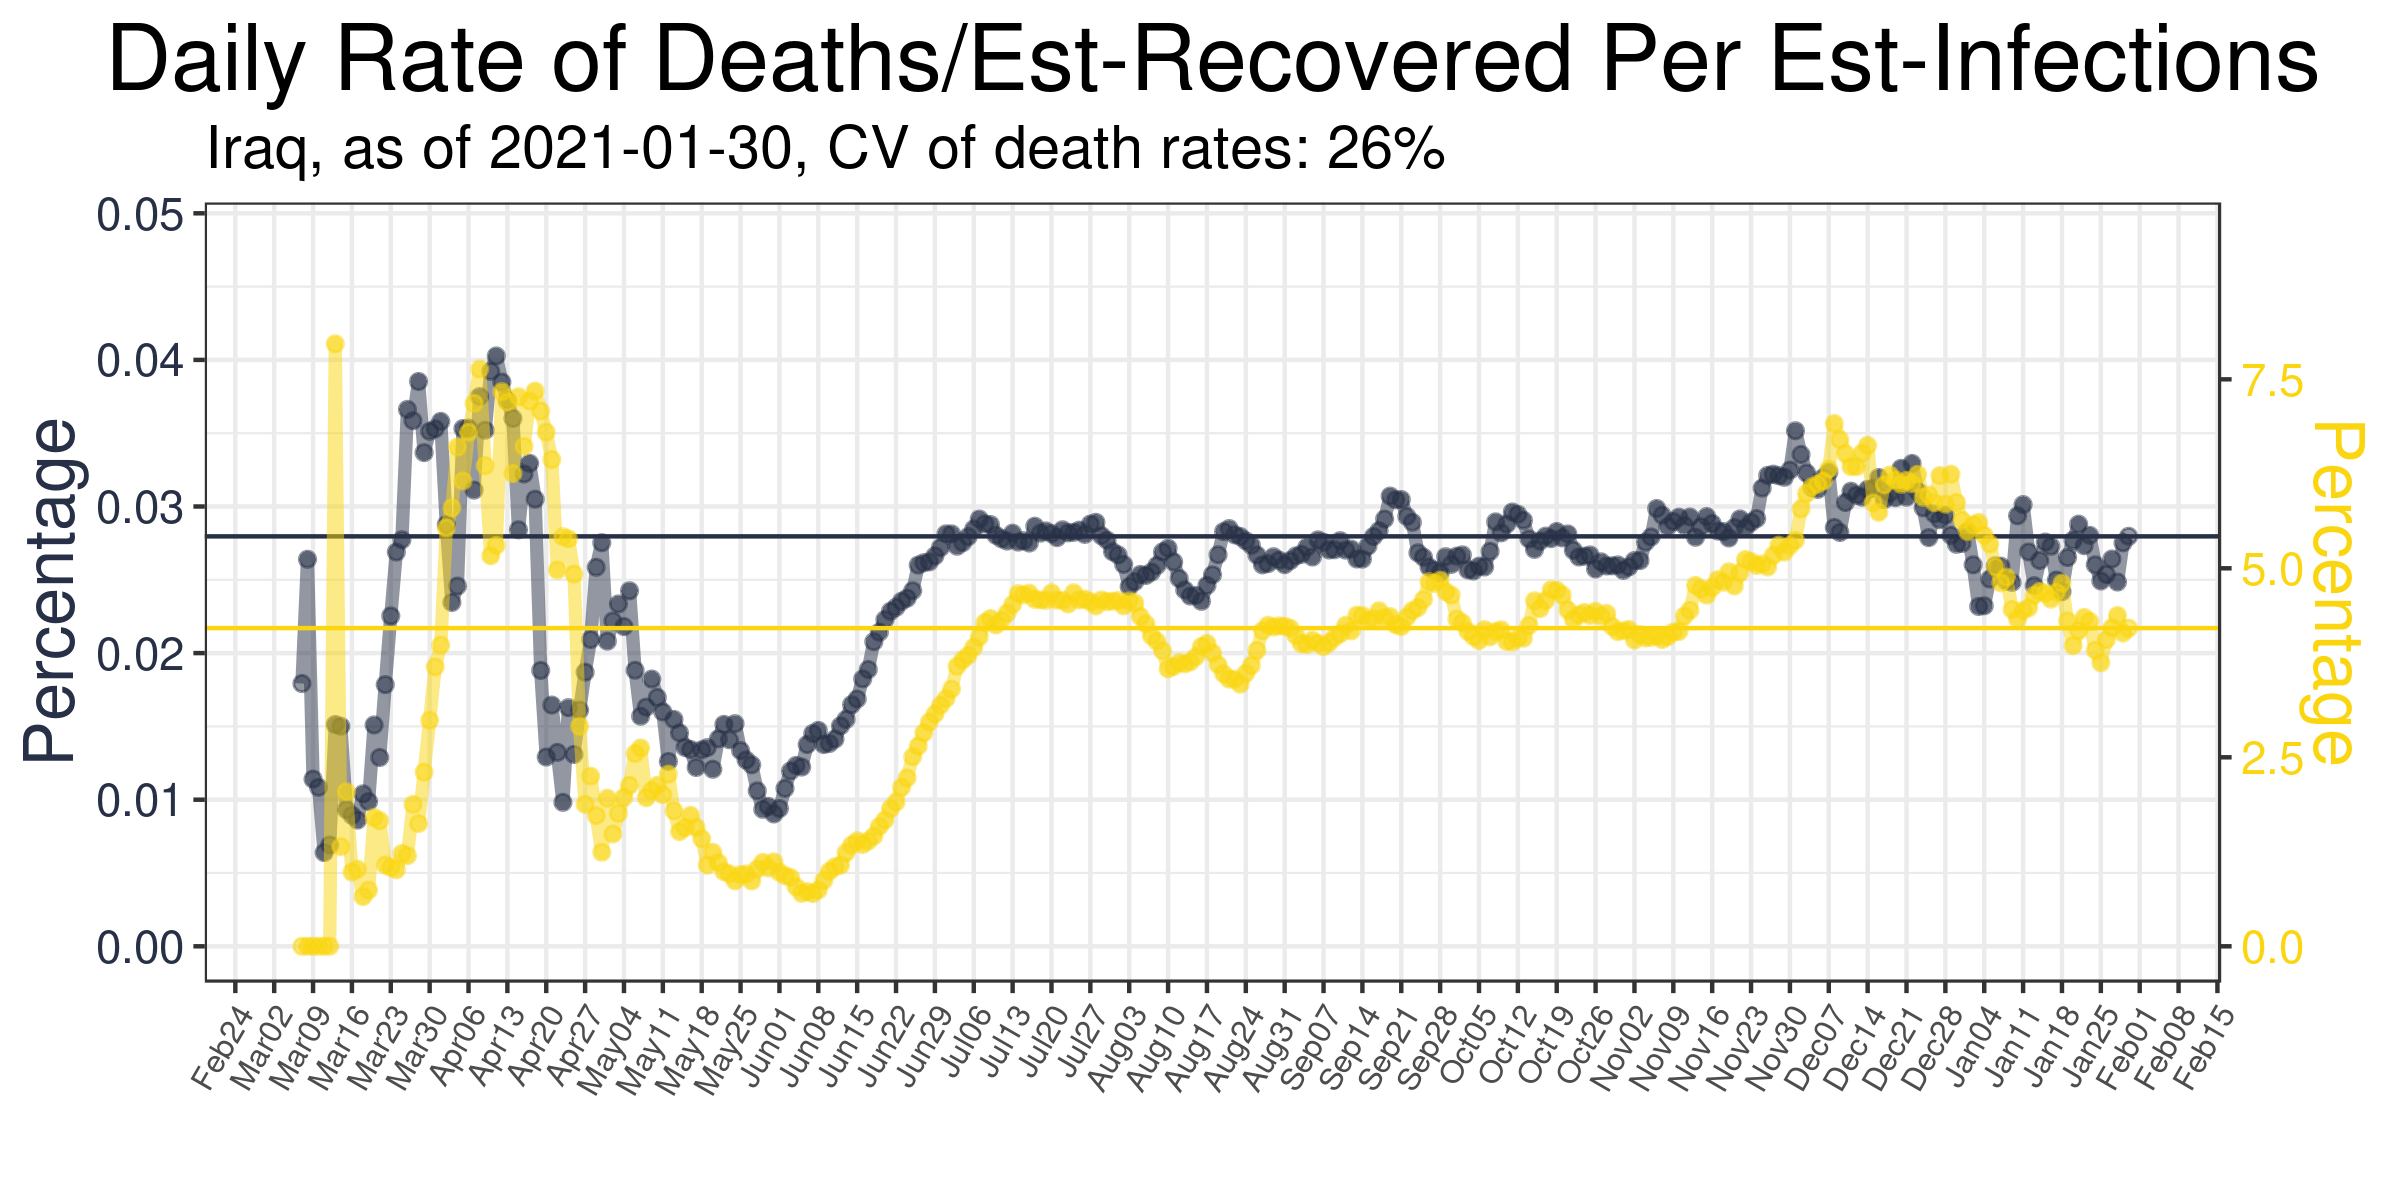 Daily Rate of Deaths/Est-Recovered Per Est-Infections
Iraq, as of 2021-01-30, CV of death rates: 26%
Percentage
0.05
0.04
0.03
0.02
0.01
0.00
7.5
5.0
2.5
0.0
Percentage
Feb24
Mar02
Mar09
Mar16
Mar23
Mar30
Apr06
Apr13
Apr20
Apr27
May04
May11
May18
May25
Jun01
Jun08
Jun15
Jun22
Jun29
Jul06
Jul13
Jul20
Jul27
Aug03
Aug10
Aug17
Aug24
Aug31
Sep07
Sep14
Sep21
Sep28
Oct05
Oct12
Oct19
Oct26
Nov02
Nov09
Nov16
Nov23
Nov30
Dec07
Dec14
Dec21
Dec28
Jan04
Jan11
Jan18
Jan25
Feb01
Feb08
Feb15